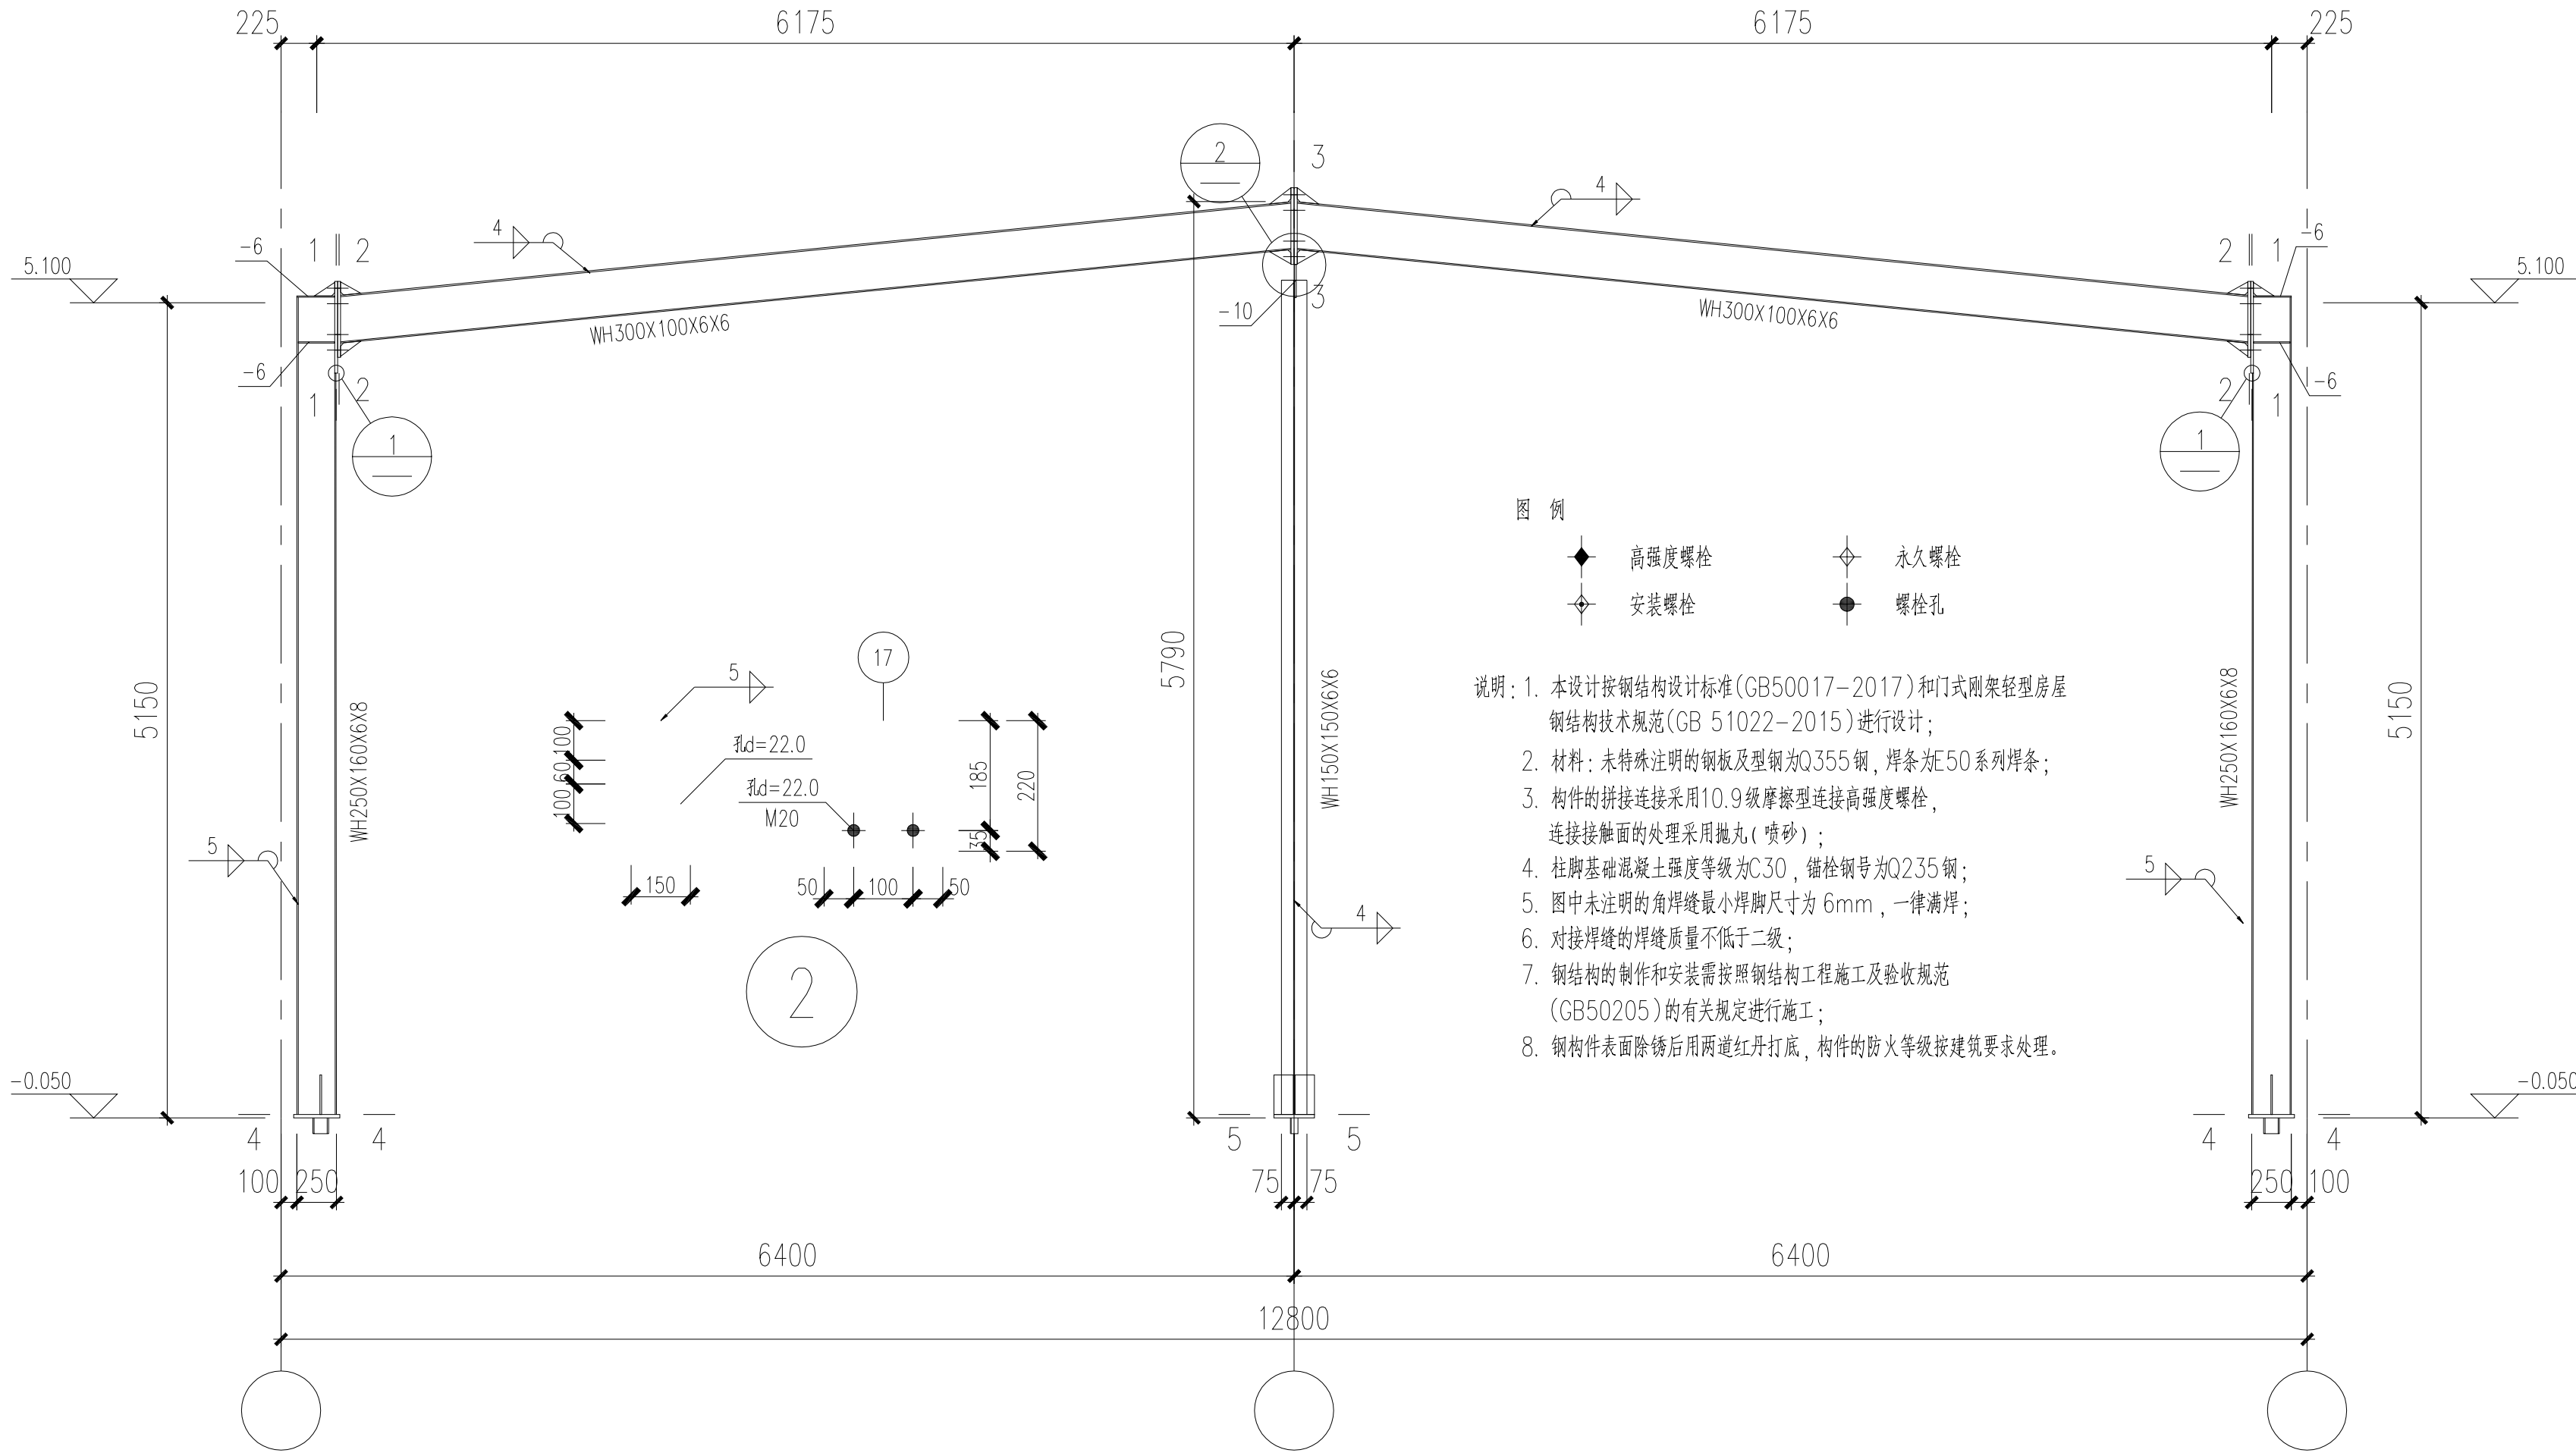 225
6175
6175
225
2
3
4
4
-6
1
2
2
1
-6
5.100
5.100
3
-10
WH300X100X6X6
WH300X100X6X6
-6
1
2
2
1
-6
1
1
图 例
高强度螺栓
永久螺栓
安装螺栓
螺栓孔
5150
WH250X160X6X8
5790
WH150X150X6X6
WH250X160X6X8
5150
17
5
孔d=22.0
孔d=22.0
M20
100
60
100
185
35
220
150
50
100
50
2
5
4
5
说明：1. 本设计按钢结构设计标准(GB50017-2017)和门式刚架轻型房屋
钢结构技术规范(GB 51022-2015)进行设计；
2. 材料：未特殊注明的钢板及型钢为Q355钢，焊条为E50系列焊条；
3. 构件的拼接连接采用10.9级摩擦型连接高强度螺栓，
连接接触面的处理采用抛丸(喷砂)；
4. 柱脚基础混凝土强度等级为C30，锚栓钢号为Q235钢；
5. 图中未注明的角焊缝最小焊脚尺寸为 6mm，一律满焊；
6. 对接焊缝的焊缝质量不低于二级；
7. 钢结构的制作和安装需按照钢结构工程施工及验收规范
(GB50205)的有关规定进行施工；
8. 钢构件表面除锈后用两道红丹打底，构件的防火等级按建筑要求处理。
-0.050
-0.050
4
4
5
5
4
4
100
250
75
75
250
100
6400
6400
12800